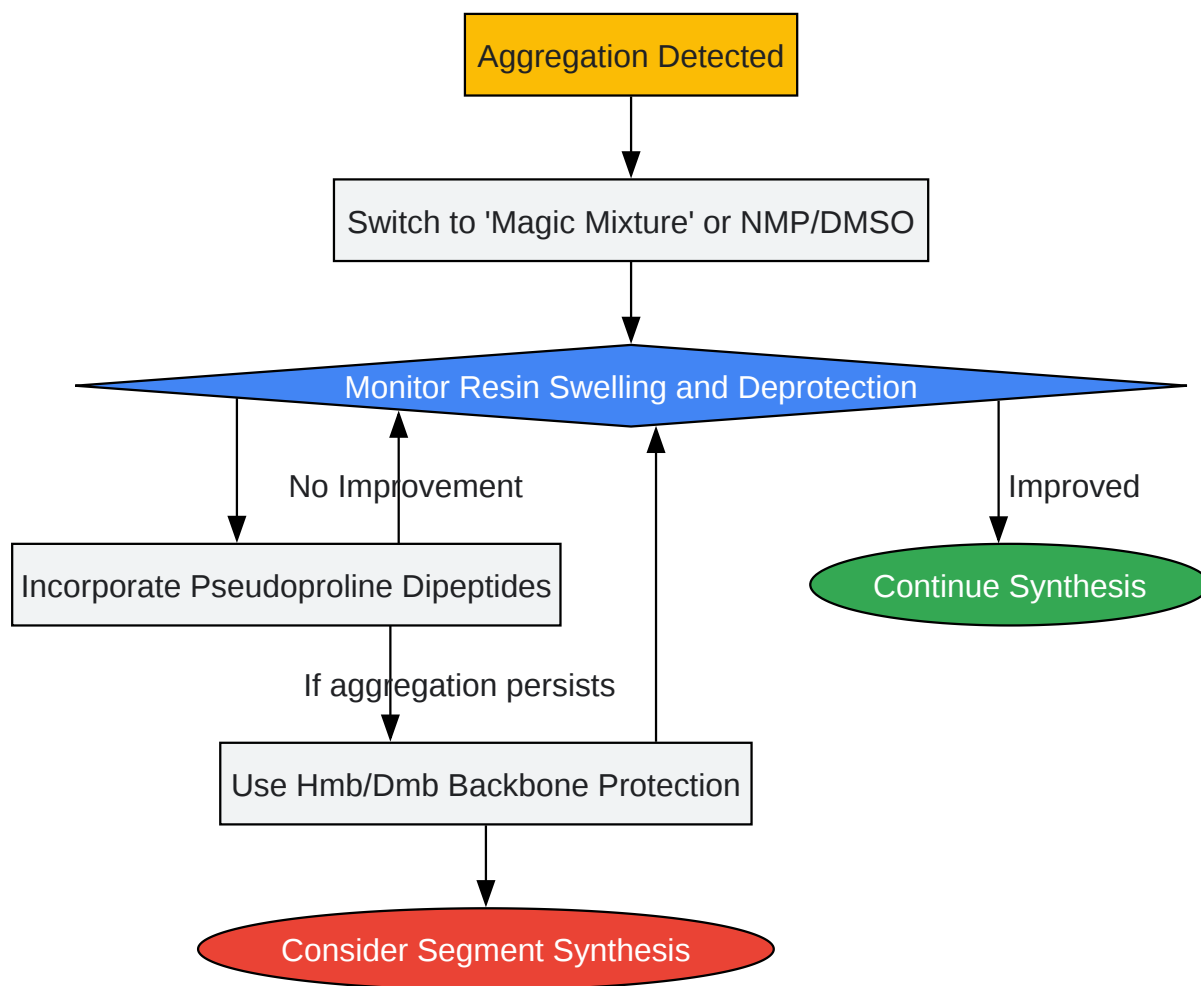 Aggregation Detected
Switch to 'Magic Mixture' or NMP/DMSO
Monitor Resin Swelling and Deprotection
No Improvement
Improved
Incorporate Pseudoproline Dipeptides
Continue Synthesis
If aggregation persists
Use Hmb/Dmb Backbone Protection
Consider Segment Synthesis